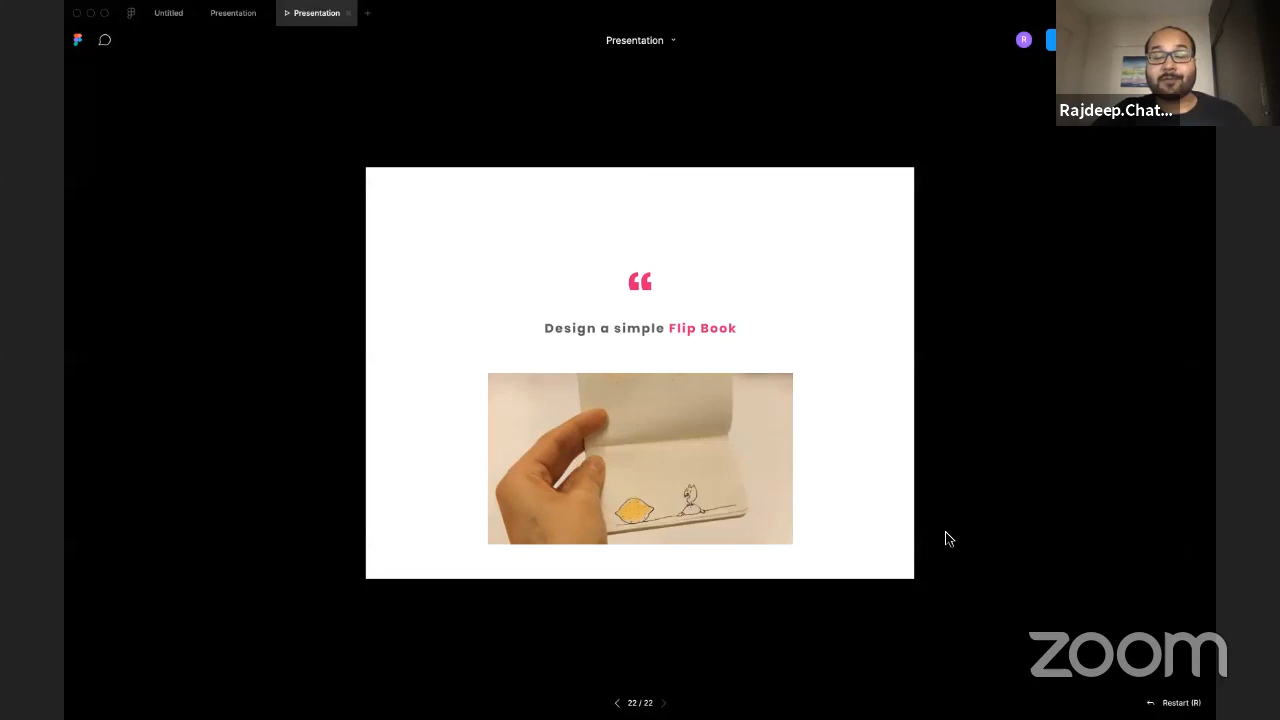 Untitled
Presentation
Presentation
Presentation
R
Rajdeep.Chat...
“
Design a simple Flip Book
zoom
22 / 22
Restart (R)